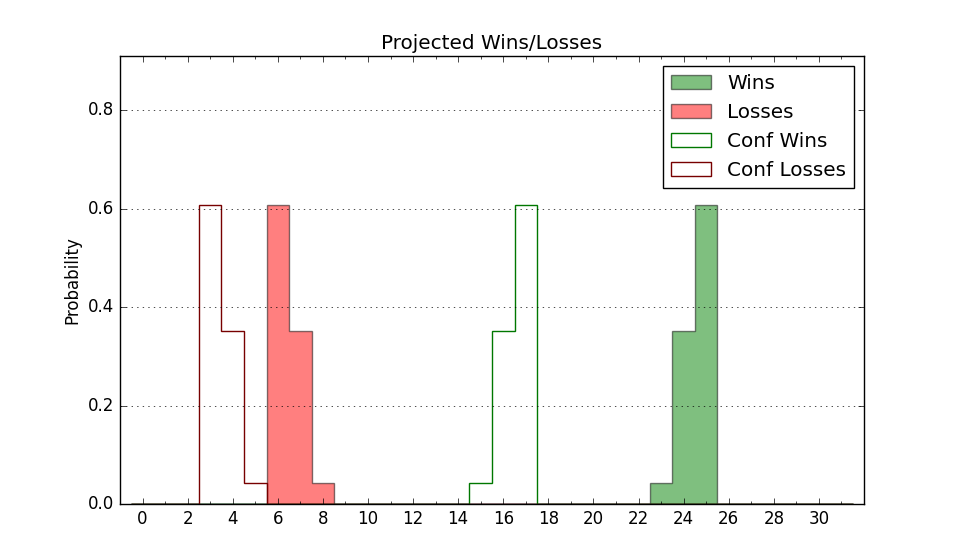 Projected Wins/Losses
Wins
Losses
Conf Wins
Conf Losses
Probability
0.8
0.6
0.4
0.2
0.0
0 2 4 6 8 10 12 14 16 18 20 22 24 26 28 30